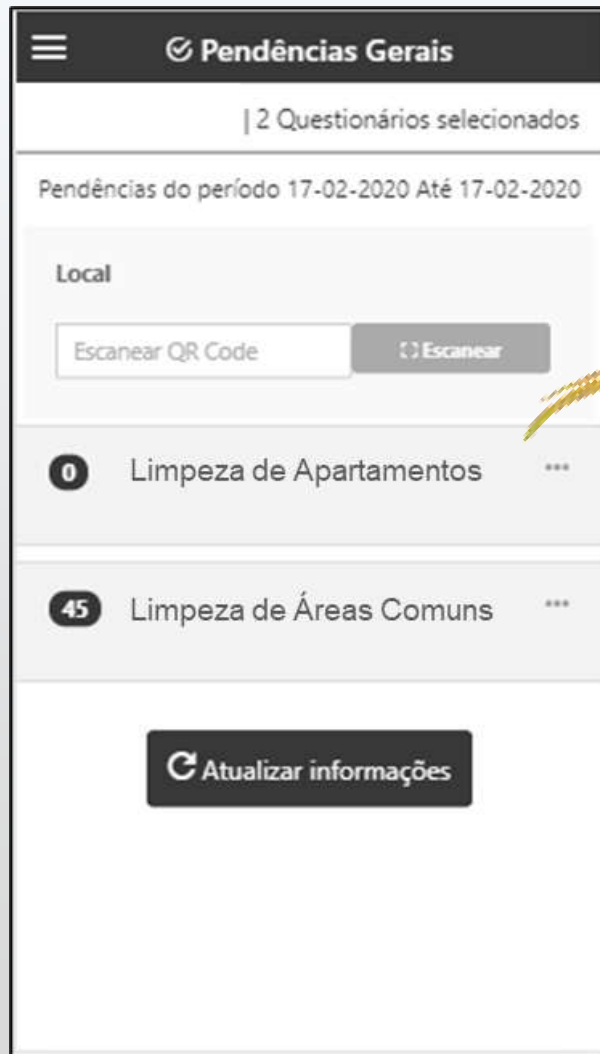 Pendências Gerais
| 2 Questionários selecionados
Pendências do período 17-02-2020 Até 17-02-2020
Local
Escanear QR Code
Escanear
0 Limpeza de Apartamentos ...
45 Limpeza de Áreas Comuns ...
Atualizar informações